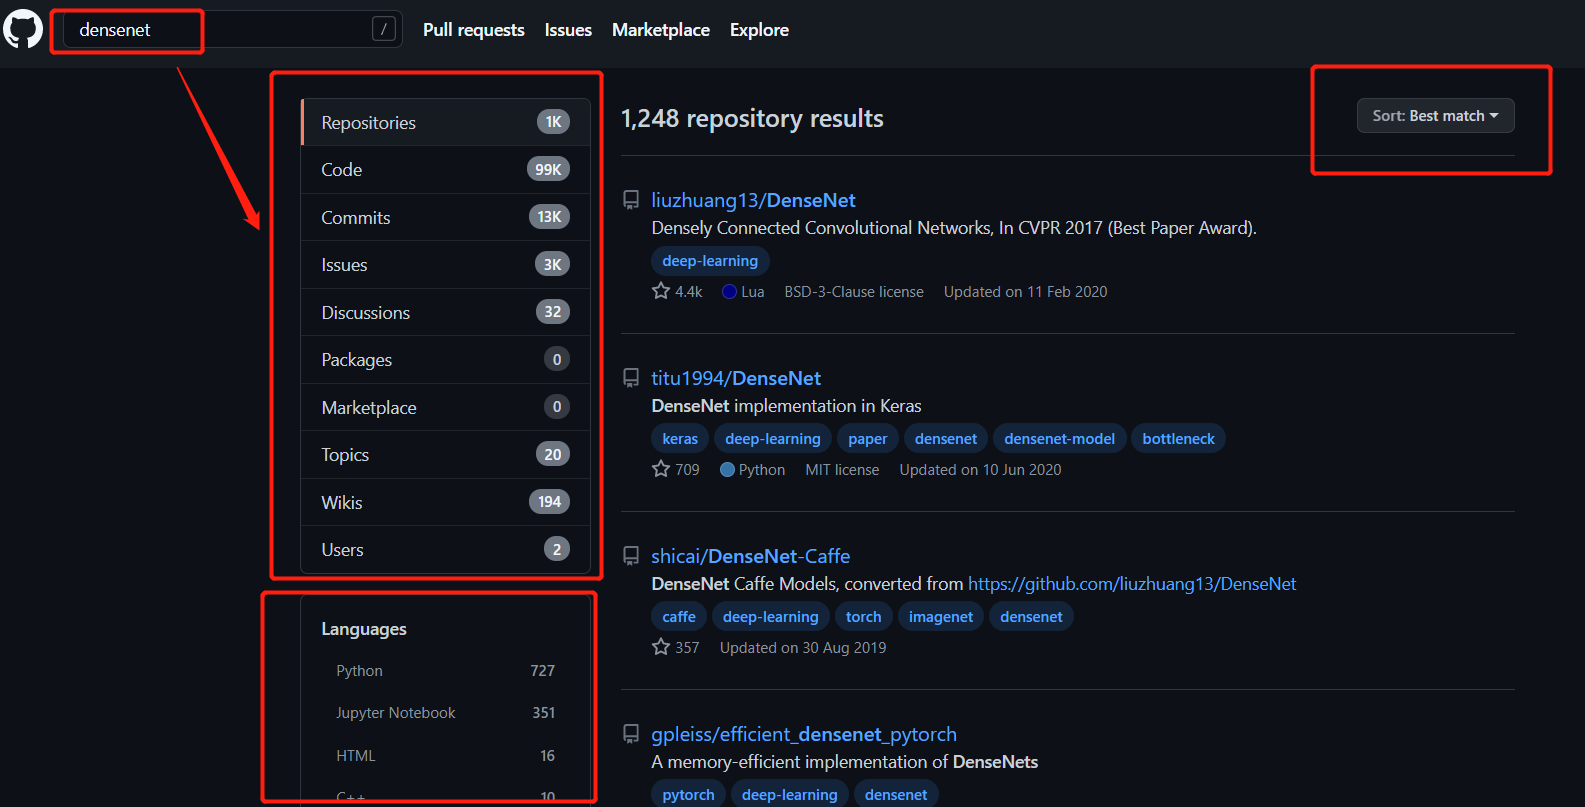 densenet /
Pull requests Issues Marketplace Explore
Repositories 1K
Code 99K
Commits 13K
Issues 3K
Discussions 32
Packages 0
Marketplace 0
Topics 20
Wikis 194
Users 2
Languages
Python 727
Jupyter Notebook 351
HTML 16
C++ 10
1,248 repository results
Sort: Best match
liuzhuang13/DenseNet
Densely Connected Convolutional Networks, In CVPR 2017 (Best Paper Award).
deep-learning
4.4k Lua BSD-3-Clause license Updated on 11 Feb 2020
titu1994/DenseNet
DenseNet implementation in Keras
keras deep-learning paper densenet densenet-model bottleneck
709 Python MIT license Updated on 10 Jun 2020
shicai/DenseNet-Caffe
DenseNet Caffe Models, converted from https://github.com/liuzhuang13/DenseNet
caffe deep-learning torch imagenet densenet
357 Updated on 30 Aug 2019
gpleiss/efficient_densenet_pytorch
A memory-efficient implementation of DenseNets
pytorch deep-learning densenet